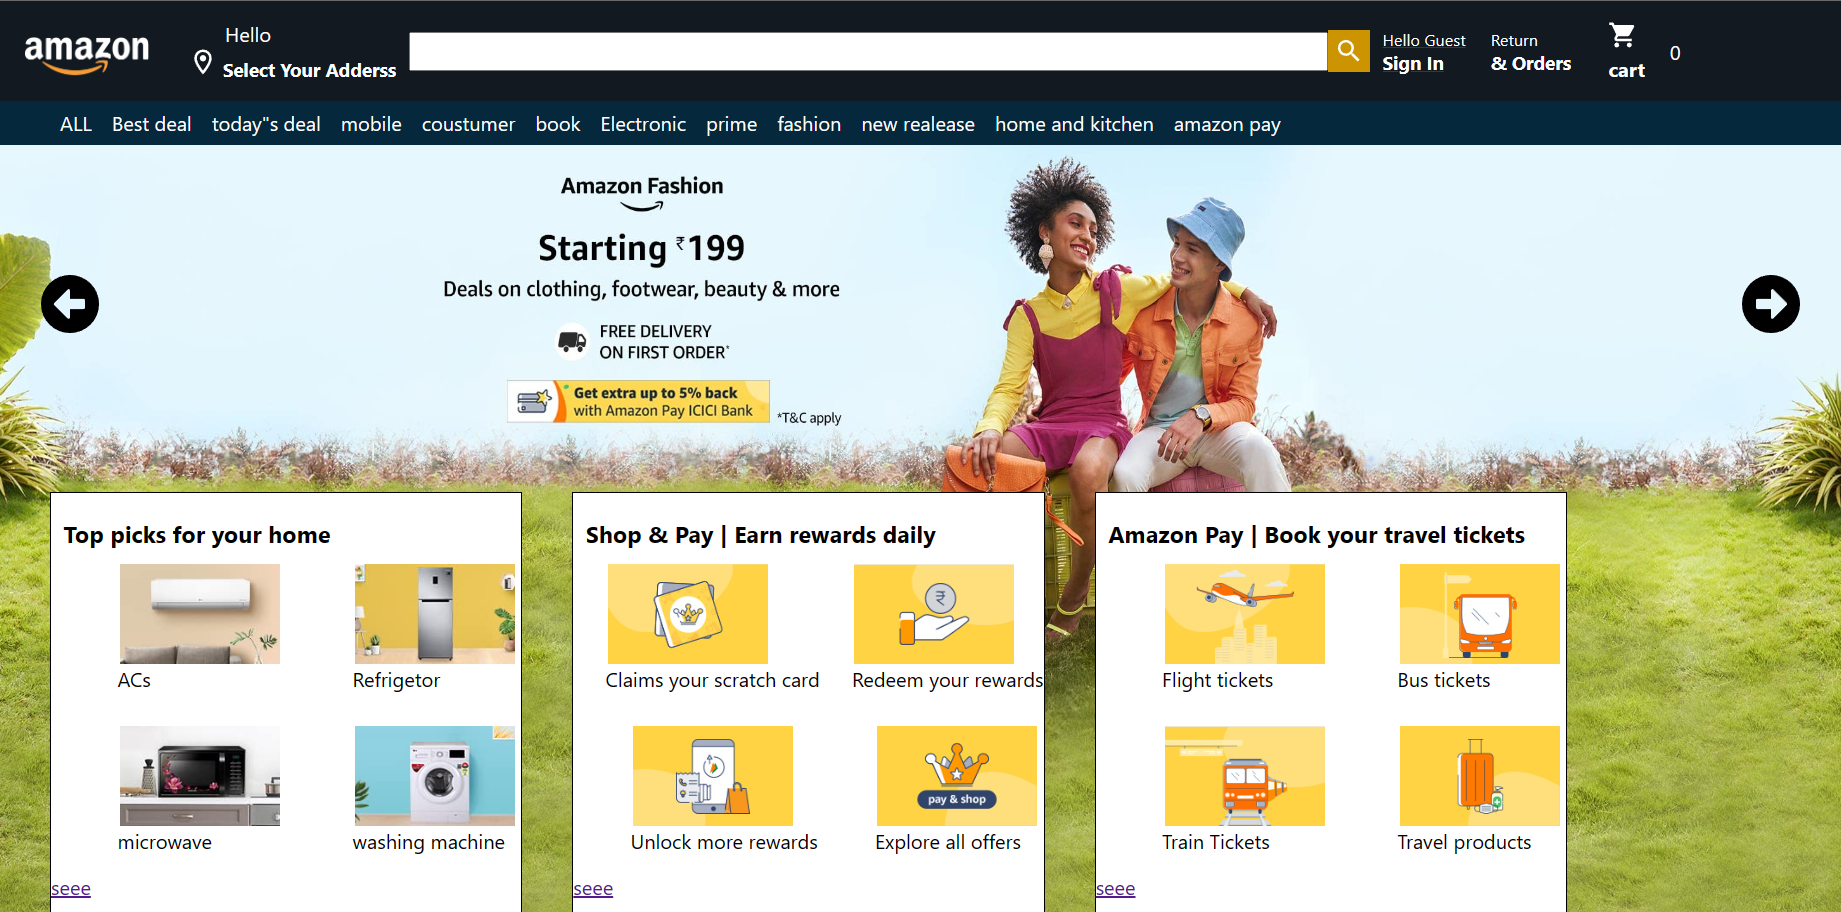 amazon
Hello
Select Your Adderss
Hello Guest
Sign In
Return
& Orders
cart
0
ALL Best deal today"s deal mobile coustumer book Electronic prime fashion new realease home and kitchen amazon pay
Amazon Fashion
Starting ₹199
Deals on clothing, footwear, beauty & more
FREE DELIVERY
ON FIRST ORDER*
Get extra up to 5% back
with Amazon Pay ICICI Bank
*T&C apply
Top picks for your home
ACs
Refrigetor
microwave
washing machine
seee
Shop & Pay | Earn rewards daily
₹
Claims your scratch card
Redeem your rewards
pay & shop
Unlock more rewards
Explore all offers
seee
Amazon Pay | Book your travel tickets
Flight tickets
Bus tickets
Train Tickets
Travel products
seee